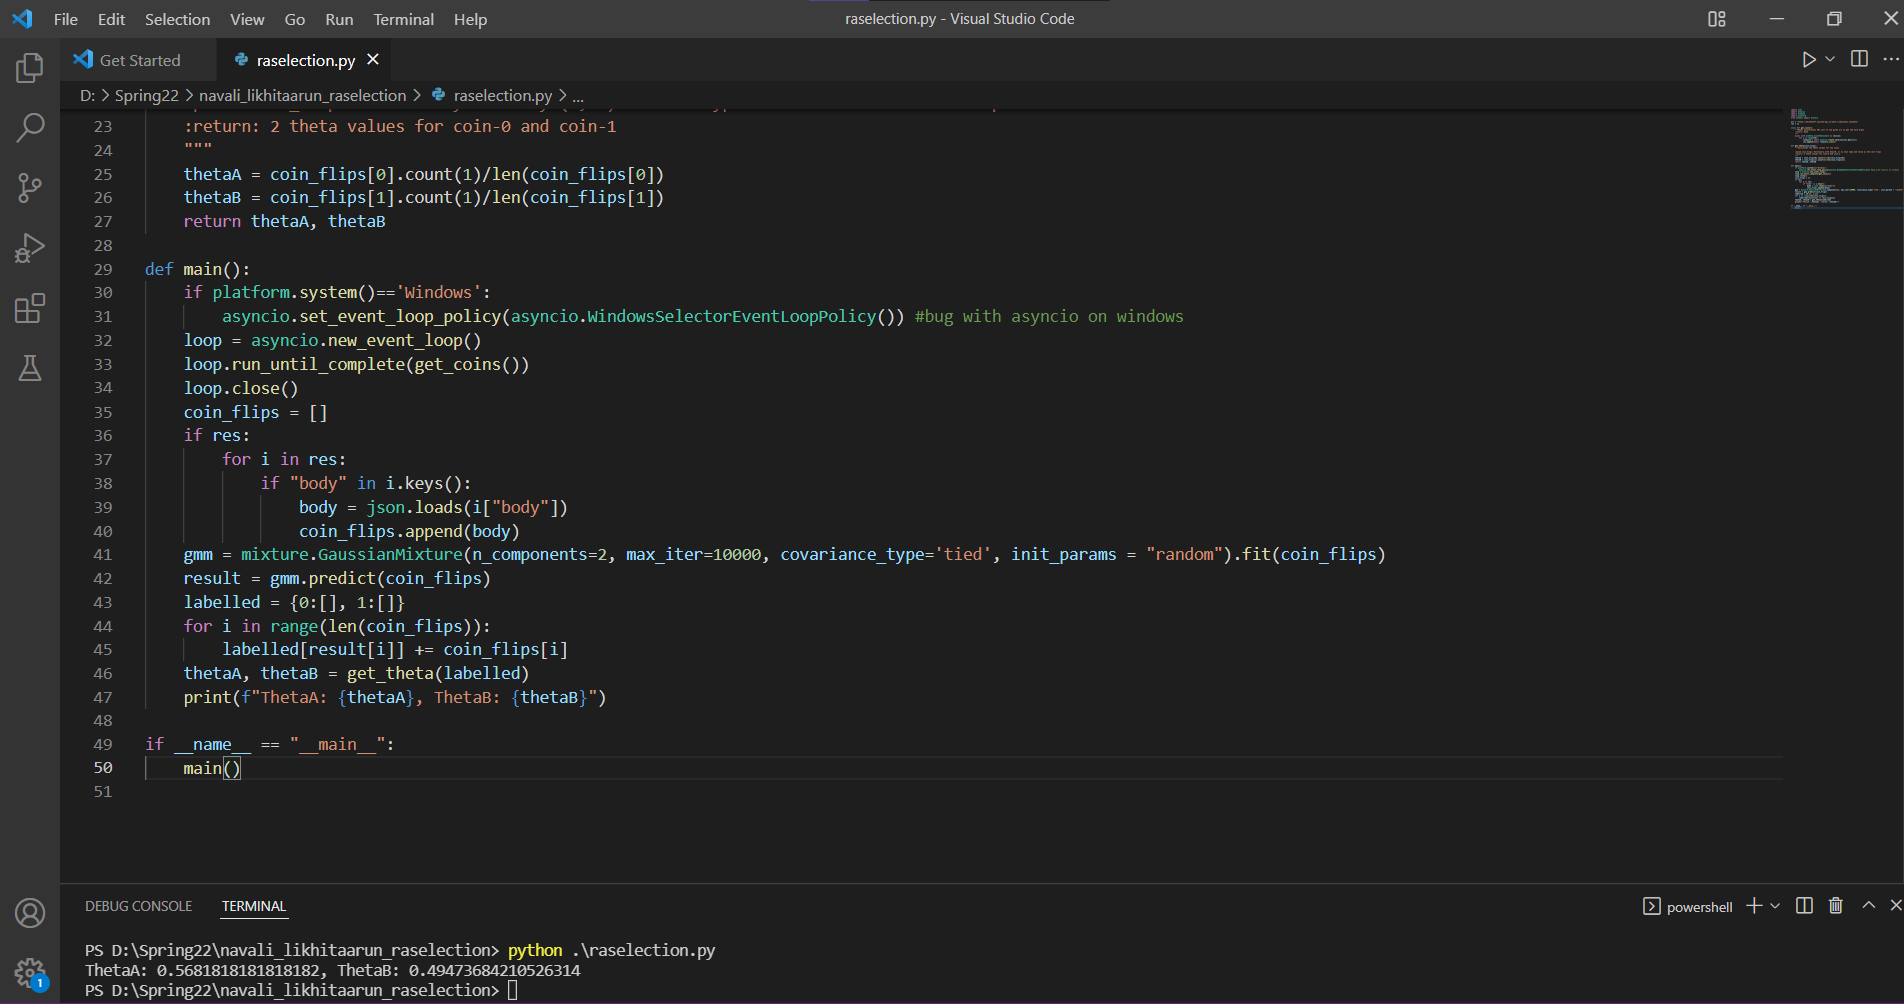 File Edit Selection View Go Run Terminal Help
raselection.py - Visual Studio Code
Get Started
raselection.py
D: > Spring22 > navali_likhitaarun_raselection > raselection.py > ...
23 :return: 2 theta values for coin-0 and coin-1
24 """
25 thetaA = coin_flips[0].count(1)/len(coin_flips[0])
26 thetaB = coin_flips[1].count(1)/len(coin_flips[1])
27 return thetaA, thetaB
28
29 def main():
30 if platform.system()=='Windows':
31 asyncio.set_event_loop_policy(asyncio.WindowsSelectorEventLoopPolicy()) #bug with asyncio on windows
32 loop = asyncio.new_event_loop()
33 loop.run_until_complete(get_coins())
34 loop.close()
35 coin_flips = []
36 if res:
37 for i in res:
38 if "body" in i.keys():
39 body = json.loads(i["body"])
40 coin_flips.append(body)
41 gmm = mixture.GaussianMixture(n_components=2, max_iter=10000, covariance_type='tied', init_params = "random").fit(coin_flips)
42 result = gmm.predict(coin_flips)
43 labelled = {0:[], 1:[]}
44 for i in range(len(coin_flips)):
45 labelled[result[i]] += coin_flips[i]
46 thetaA, thetaB = get_theta(labelled)
47 print(f"ThetaA: {thetaA}, ThetaB: {thetaB}")
48
49 if __name__ == "__main__":
50 main()
51
DEBUG CONSOLE TERMINAL
powershell
PS D:\Spring22\navali_likhitaarun_raselection> python .\raselection.py
ThetaA: 0.5681818181818182, ThetaB: 0.49473684210526314
PS D:\Spring22\navali_likhitaarun_raselection>
1